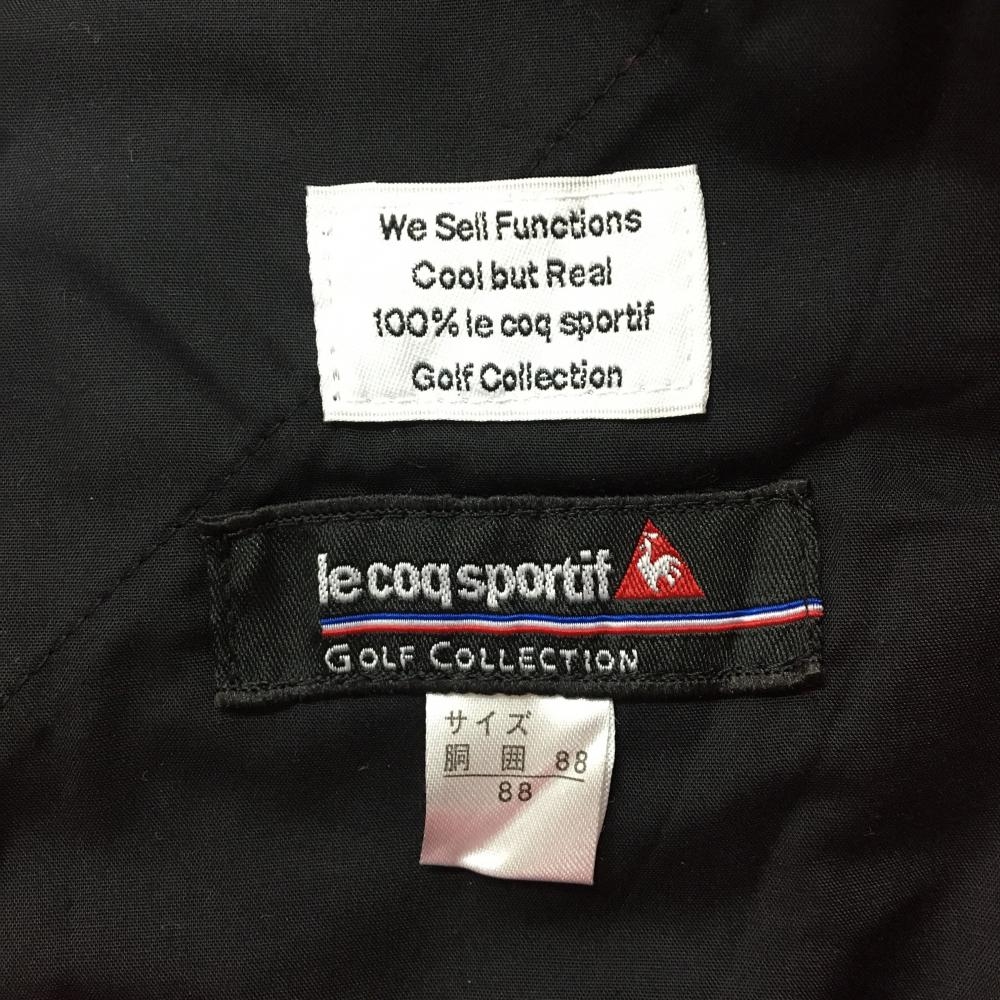 We Sell Functions
Cool but Real
100% le coq sportif
Golf Collection
le coq sportif
GOLF COLLECTION
サイズ
胴 囲 88
88